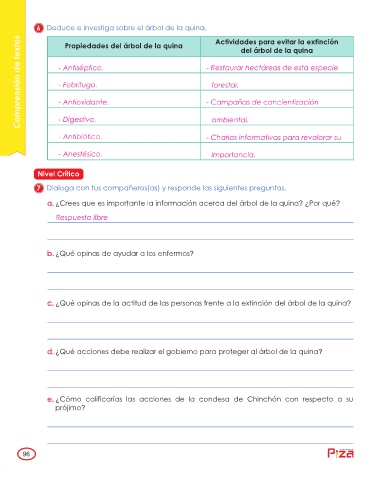 Comprensión de textos
6 Deduce e investiga sobre el árbol de la quina.
Propiedades del árbol de la quina
Actividades para evitar la extinción del árbol de la quina
- Antiséptico.
- Restaurar hectáreas de esta especie
- Febrífugo.
forestal.
- Antioxidante.
- Campañas de concientización
- Digestivo.
ambiental.
- Antibiótico.
- Charlas informativas para revalorar su
- Anestésico.
importancia.
Nivel Crítico
7 Dialoga con tus compañeros(as) y responde las siguientes preguntas.
a. ¿Crees que es importante la información acerca del árbol de la quina? ¿Por qué?
Respuesta libre
b. ¿Qué opinas de ayudar a los enfermos?
c. ¿Qué opinas de la actitud de las personas frente a la extinción del árbol de la quina?
d. ¿Qué acciones debe realizar el gobierno para proteger al árbol de la quina?
e. ¿Cómo calificarías las acciones de la condesa de Chinchón con respecto a su
prójimo?
96
Piza